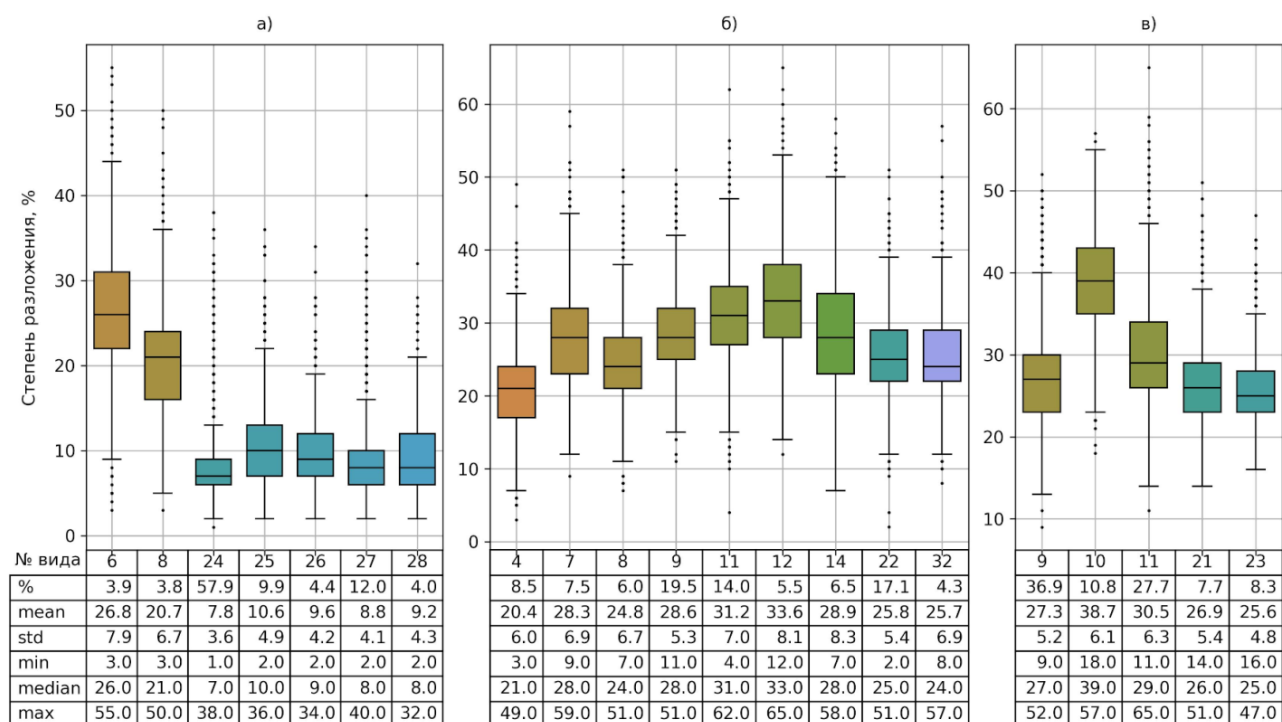 а) б) в)
Степень разложения, %
50
40
30
20
10
0
60
50
40
30
20
10
0
60
50
40
30
20
10
№ вида 6 8 24 25 26 27 28 4 7 8 9 11 12 14 22 32 9 10 11 21 23
% 3.9 3.8 57.9 9.9 4.4 12.0 4.0 8.5 7.5 6.0 19.5 14.0 5.5 6.5 17.1 4.3 36.9 10.8 27.7 7.7 8.3
mean 26.8 20.7 7.8 10.6 9.6 8.8 9.2 20.4 28.3 24.8 28.6 31.2 33.6 28.9 25.8 25.7 27.3 38.7 30.5 26.9 25.6
std 7.9 6.7 3.6 4.9 4.2 4.1 4.3 6.0 6.9 6.7 5.3 7.0 8.1 8.3 5.4 6.9 5.2 6.1 6.3 5.4 4.8
min 3.0 3.0 1.0 2.0 2.0 2.0 2.0 3.0 9.0 7.0 11.0 4.0 12.0 7.0 2.0 8.0 9.0 18.0 11.0 14.0 16.0
median 26.0 21.0 7.0 10.0 9.0 8.0 8.0 21.0 28.0 24.0 28.0 31.0 33.0 28.0 25.0 24.0 27.0 39.0 29.0 26.0 25.0
max 55.0 50.0 38.0 36.0 34.0 40.0 32.0 49.0 59.0 51.0 51.0 62.0 65.0 58.0 51.0 57.0 52.0 57.0 65.0 51.0 47.0